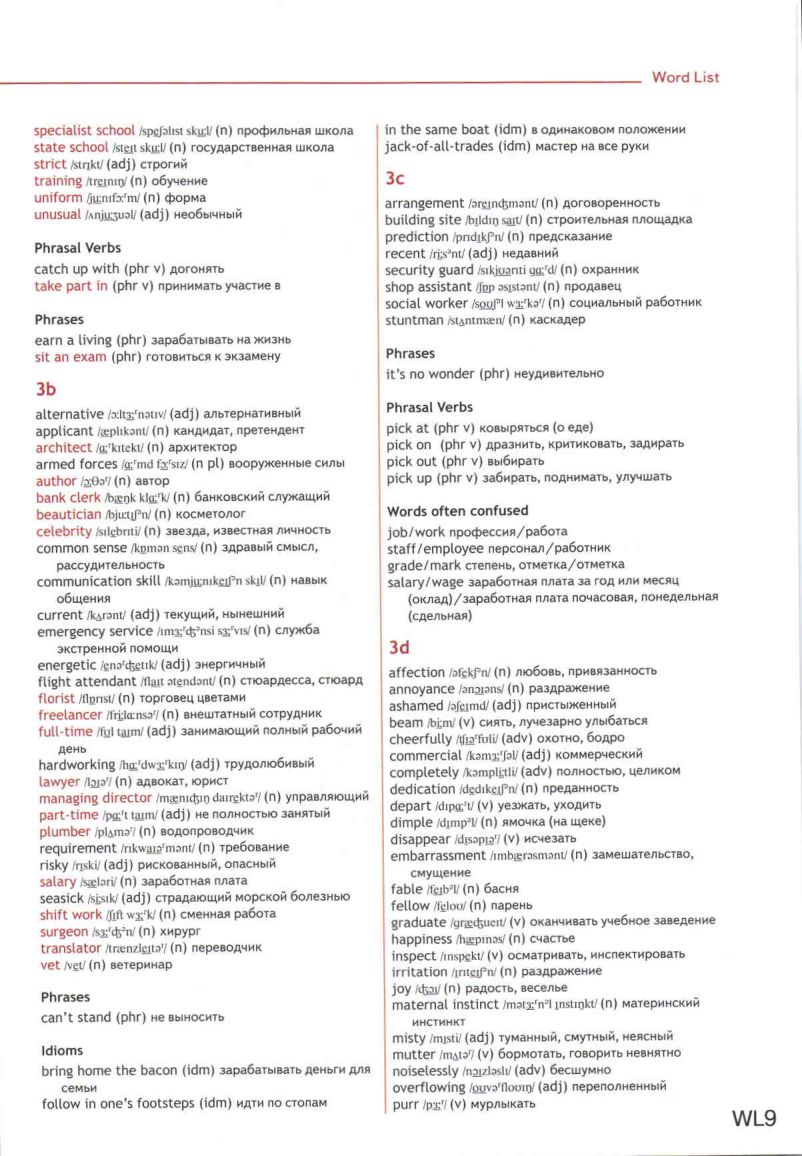 Word List
specialist school /speʃəlɪst skuːl/ (n) профильная школа
state school /steɪt skuːl/ (n) государственная школа
strict /strɪkt/ (adj) строгий
training /treɪnɪŋ/ (n) обучение
uniform /juːnɪfɔːʳm/ (n) форма
unusual /ʌnjuːʒuəl/ (adj) необычный
Phrasal Verbs
catch up with (phr v) догонять
take part in (phr v) принимать участие в
Phrases
earn a living (phr) зарабатывать на жизнь
sit an exam (phr) готовиться к экзамену
3b
alternative /ɔːltɜːʳnətɪv/ (adj) альтернативный
applicant /æplɪkənt/ (n) кандидат, претендент
architect /ɑːʳkɪtekt/ (n) архитектор
armed forces /ɑːʳmd fɔːʳsɪz/ (n pl) вооруженные силы
author /ɔːθəʳ/ (n) автор
bank clerk /bæŋk klɑːʳk/ (n) банковский служащий
beautician /bjuːtɪʃᵊn/ (n) косметолог
celebrity /sɪlebrɪti/ (n) звезда, известная личность
common sense /kɒmən sens/ (n) здравый смысл,
рассудительность
communication skill /kəmjuːnɪkeɪʃᵊn skɪl/ (n) навык
общения
current /kʌrənt/ (adj) текущий, нынешний
emergency service /ɪmɜːʳdʒᵊnsi sɜːʳvɪs/ (n) служба
экстренной помощи
energetic /enəʳdʒetɪk/ (adj) энергичный
flight attendant /flaɪt ətendənt/ (n) стюардесса, стюард
florist /flɒrɪst/ (n) торговец цветами
freelancer /friːlɑːnsəʳ/ (n) внештатный сотрудник
full-time /fʊl taɪm/ (adj) занимающий полный рабочий
день
hardworking /hɑːʳdwɜːʳkɪŋ/ (adj) трудолюбивый
lawyer /lɔɪəʳ/ (n) адвокат, юрист
managing director /mænɪdʒɪŋ daɪrektəʳ/ (n) управляющий
part-time /pɑːʳt taɪm/ (adj) не полностью занятый
plumber /plʌməʳ/ (n) водопроводчик
requirement /rɪkwaɪəʳmənt/ (n) требование
risky /rɪski/ (adj) рискованный, опасный
salary /sæləri/ (n) заработная плата
seasick /siːsɪk/ (adj) страдающий морской болезнью
shift work /ʃɪft wɜːʳk/ (n) сменная работа
surgeon /sɜːʳdʒᵊn/ (n) хирург
translator /trænzleɪtəʳ/ (n) переводчик
vet /vet/ (n) ветеринар
Phrases
can't stand (phr) не выносить
Idioms
bring home the bacon (idm) зарабатывать деньги для
семьи
follow in one's footsteps (idm) идти по стопам
in the same boat (idm) в одинаковом положении
jack-of-all-trades (idm) мастер на все руки
3c
arrangement /əreɪndʒmənt/ (n) договоренность
building site /bɪldɪŋ saɪt/ (n) строительная площадка
prediction /prɪdɪkʃᵊn/ (n) предсказание
recent /riːsᵊnt/ (adj) недавний
security guard /sɪkjʊərɪti gɑːʳd/ (n) охранник
shop assistant /ʃɒp əsɪstənt/ (n) продавец
social worker /soʊʃᵊl wɜːʳkəʳ/ (n) социальный работник
stuntman /stʌntmæn/ (n) каскадер
Phrases
it's no wonder (phr) неудивительно
Phrasal Verbs
pick at (phr v) ковыряться (о еде)
pick on (phr v) дразнить, критиковать, задирать
pick out (phr v) выбирать
pick up (phr v) забирать, поднимать, улучшать
Words often confused
job/work профессия/работа
staff/employee персонал/работник
grade/mark степень, отметка/отметка
salary/wage заработная плата за год или месяц
(оклад)/заработная плата почасовая, понедельная
(сдельная)
3d
affection /əfekʃᵊn/ (n) любовь, привязанность
annoyance /ənɔɪəns/ (n) раздражение
ashamed /əʃeɪmd/ (adj) пристыженный
beam /biːm/ (v) сиять, лучезарно улыбаться
cheerfully /tʃɪəʳfʊli/ (adv) охотно, бодро
commercial /kəmɜːʳʃəl/ (adj) коммерческий
completely /kəmpliːtli/ (adv) полностью, целиком
dedication /dedɪkeɪʃᵊn/ (n) преданность
depart /dɪpɑːʳt/ (v) уезжать, уходить
dimple /dɪmpᵊl/ (n) ямочка (на щеке)
disappear /dɪsəpɪəʳ/ (v) исчезать
embarrassment /ɪmbærəsmənt/ (n) замешательство,
смущение
fable /feɪbᵊl/ (n) басня
fellow /feloʊ/ (n) парень
graduate /grædʒueɪt/ (v) оканчивать учебное заведение
happiness /hæpinəs/ (n) счастье
inspect /ɪnspekt/ (v) осматривать, инспектировать
irritation /ɪrɪteɪʃᵊn/ (n) раздражение
joy /dʒɔɪ/ (n) радость, веселье
maternal instinct /mətɜːʳnᵊl ɪnstɪŋkt/ (n) материнский
инстинкт
misty /mɪsti/ (adj) туманный, смутный, неясный
mutter /mʌtəʳ/ (v) бормотать, говорить невнятно
noiselessly /nɔɪzləsli/ (adv) бесшумно
overflowing /oʊvəʳfloʊɪŋ/ (adj) переполненный
purr /pɜːʳ/ (v) мурлыкать
WL9